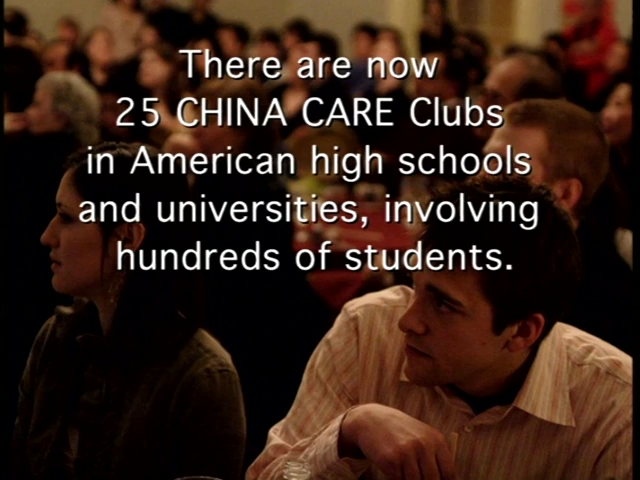 There are now
25 CHINA CARE Clubs
in American high schools
and universities, involving
hundreds of students.